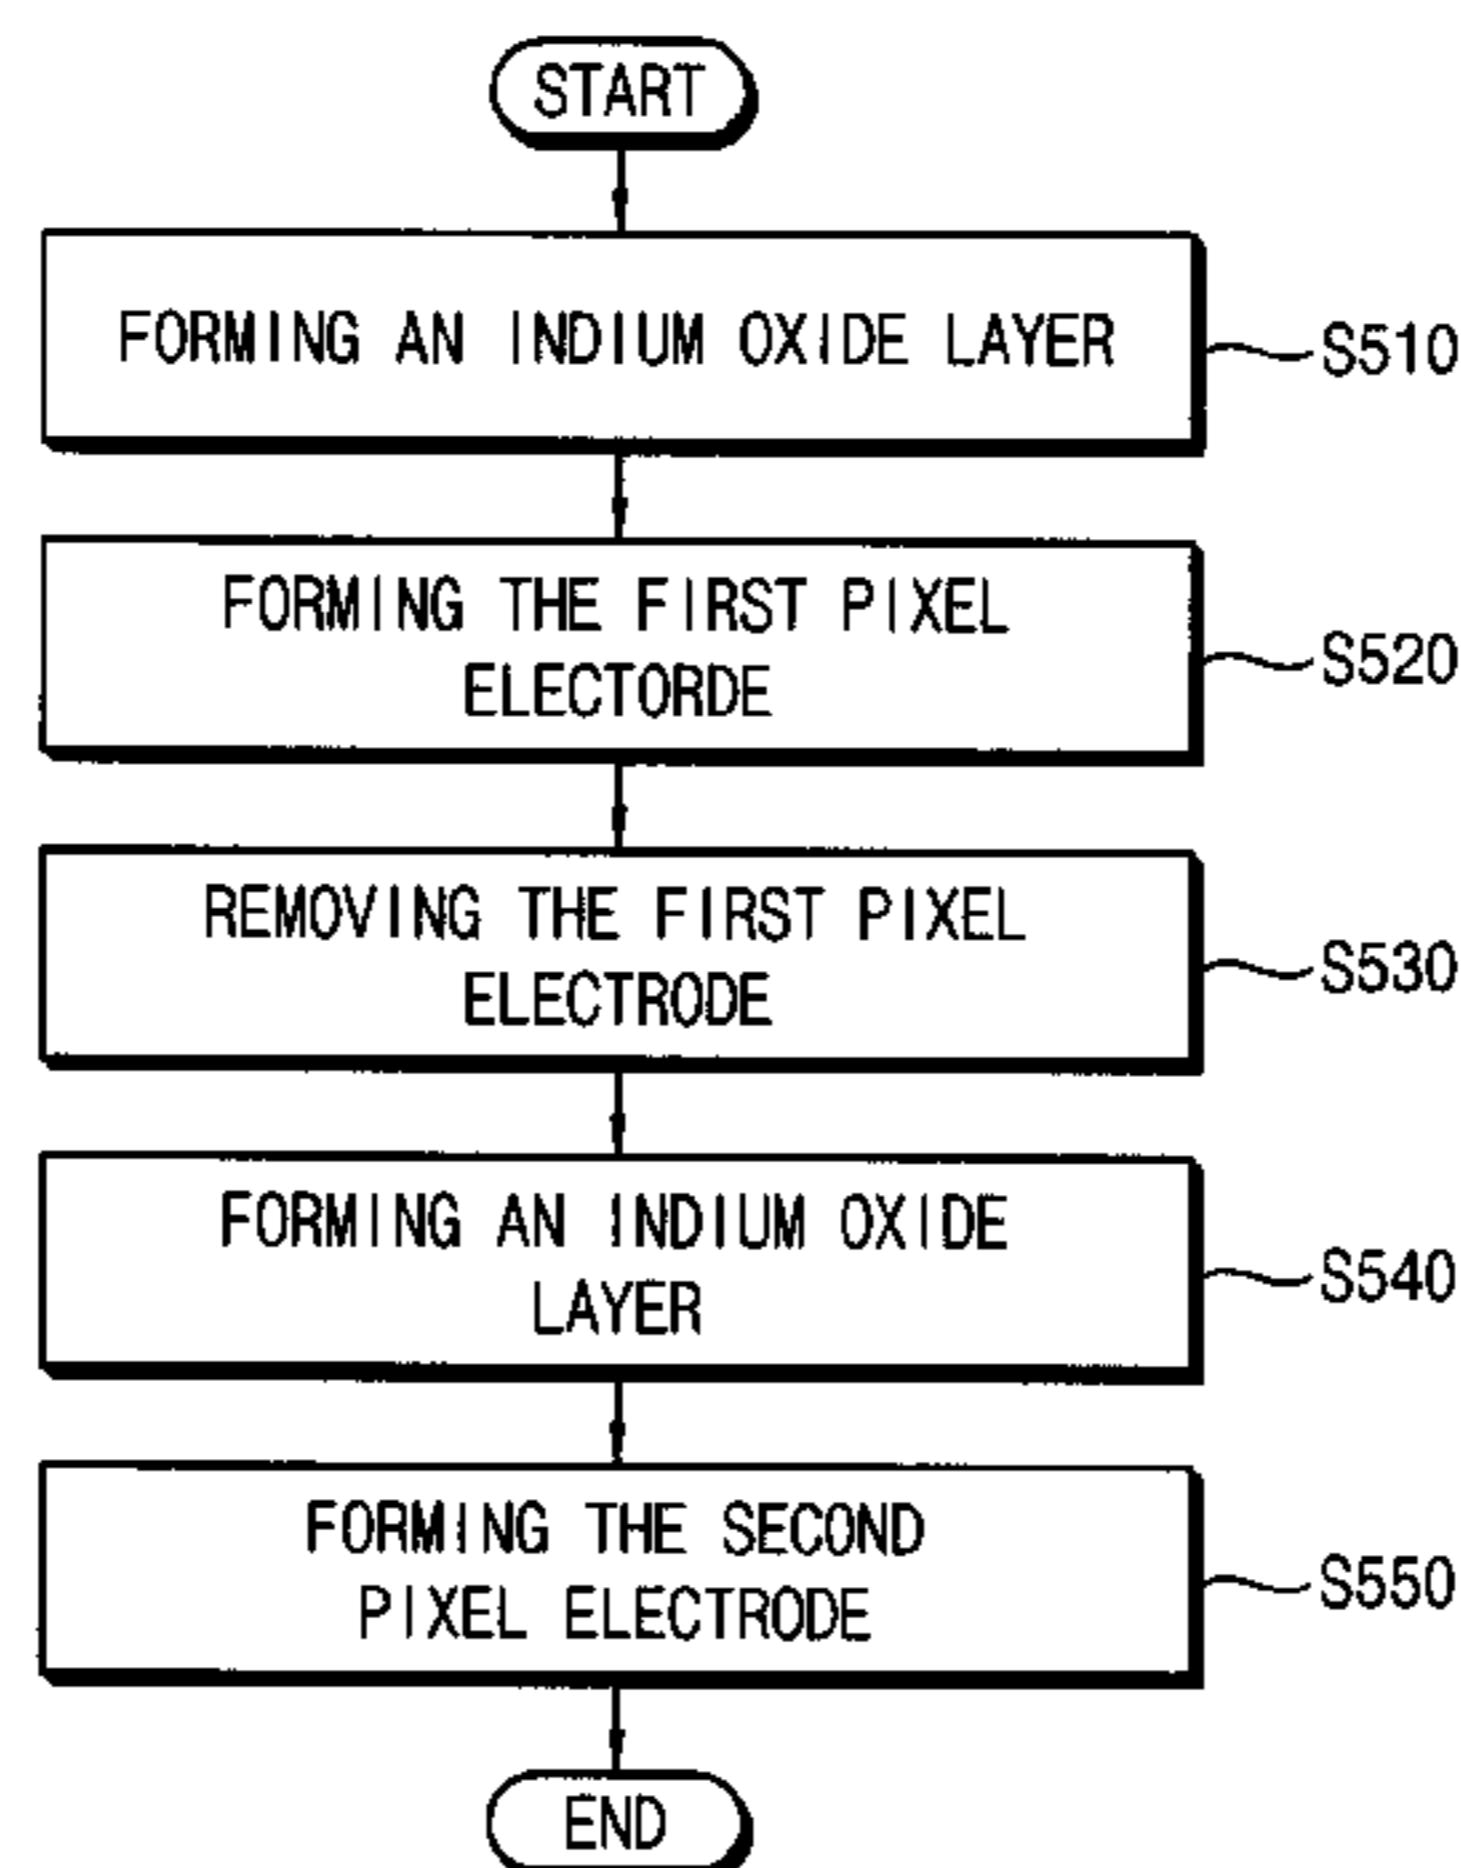 START
FORMING AN INDIUM OXIDE LAYER
S510
FORMING THE FIRST PIXEL
ELECTORDE
S520
REMOVING THE FIRST PIXEL
ELECTRODE
S530
FORMING AN INDIUM OXIDE
LAYER
S540
FORMING THE SECOND
PIXEL ELECTRODE
S550
END